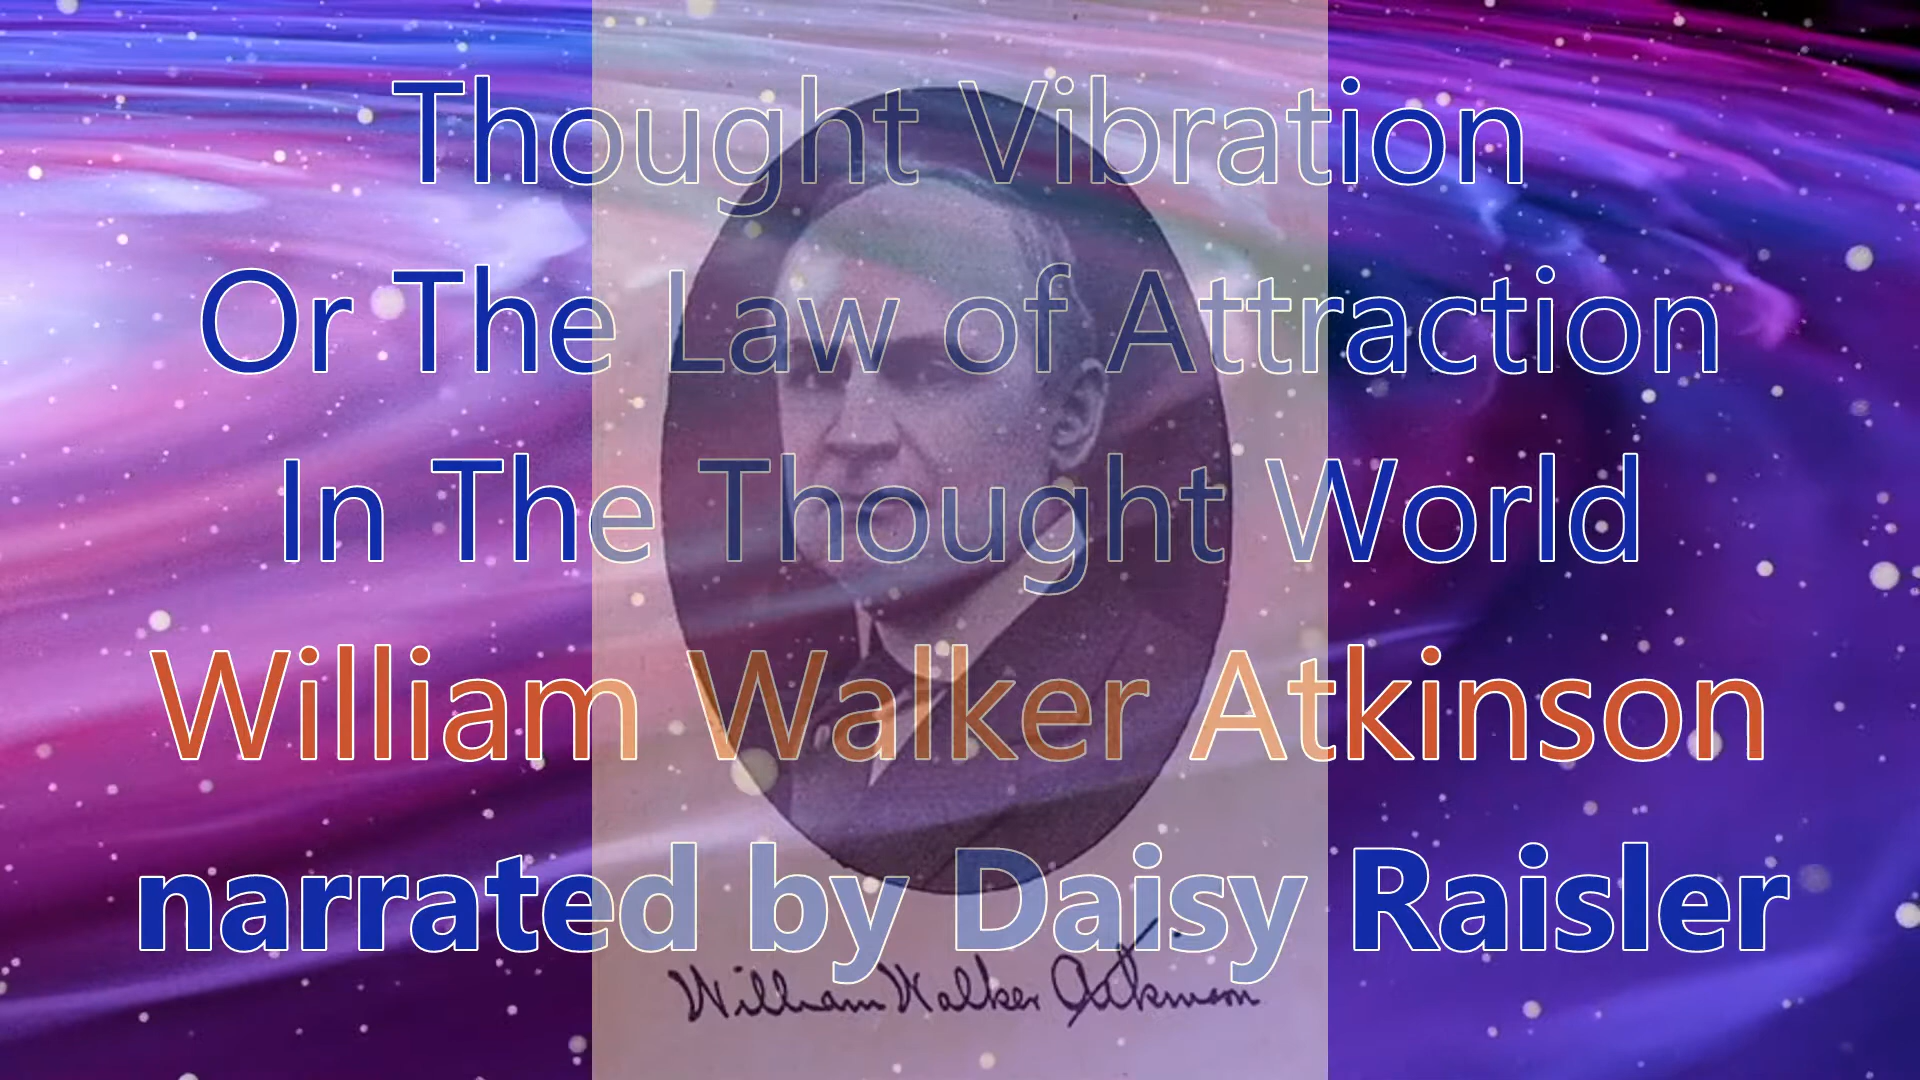 Thought Vibration
Or The Law of Attraction
In The Thought World
William Walker Atkinson
narrated by Daisy Raisler
William Walker Atkinson